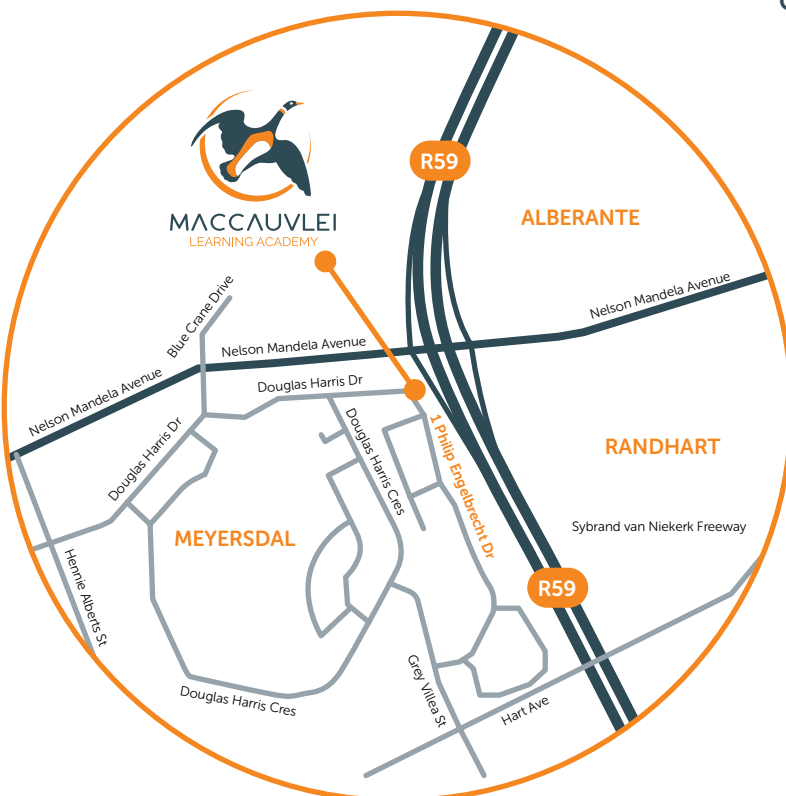 R59
ALBERANTE
MACCAUVLEI
LEARNING ACADEMY
Blue Crane Drive
Nelson Mandela Avenue
Nelson Mandela Avenue
Nelson Mandela Avenue
Douglas Harris Dr
Douglas Harris Dr
Douglas Harris Cres
1 Philip Engelbrecht Dr
RANDHART
Sybrand van Niekerk Freeway
MEYERSDAL
Hennie Alberts St
R59
Grey Villea St
Douglas Harris Cres
Hart Ave